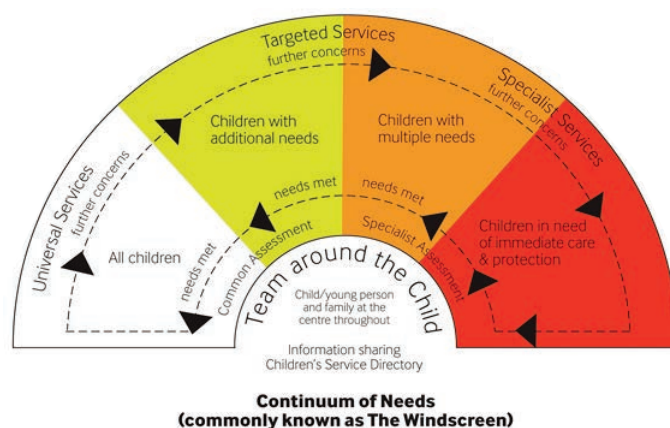 Targeted Services
further concerns
Specialist Services
further concerns
Universal Services
further concerns
Children with
additional needs
Children with
multiple needs
All children
Children in need
of immediate care
& protection
needs met
needs met
needs met
Common Assessment
Specialist Assessment
Team around the Child
Child/young person
and family at the
centre throughout
Information sharing
Children's Service Directory
Continuum of Needs
(commonly known as The Windscreen)